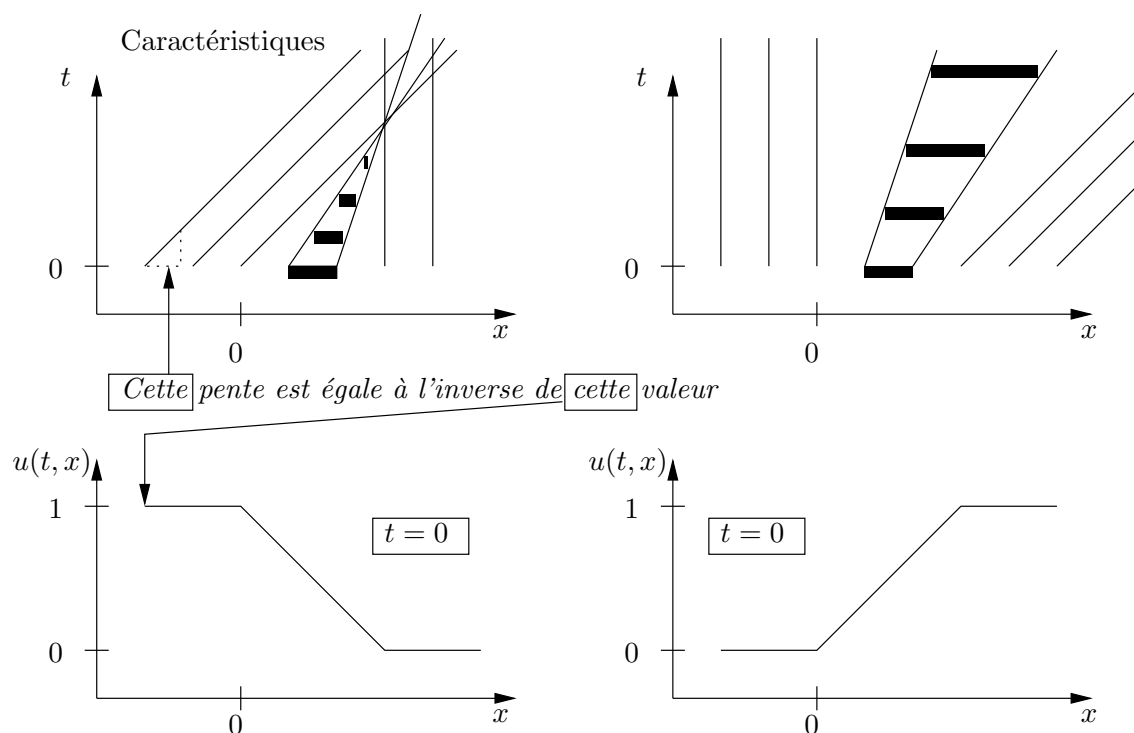 Caractéristiques
t
t
0
0
x
x
0
0
Cette pente est égale à l'inverse de cette valeur
u(t, x)
u(t, x)
1
1
t = 0
t = 0
0
0
x
x
0
0